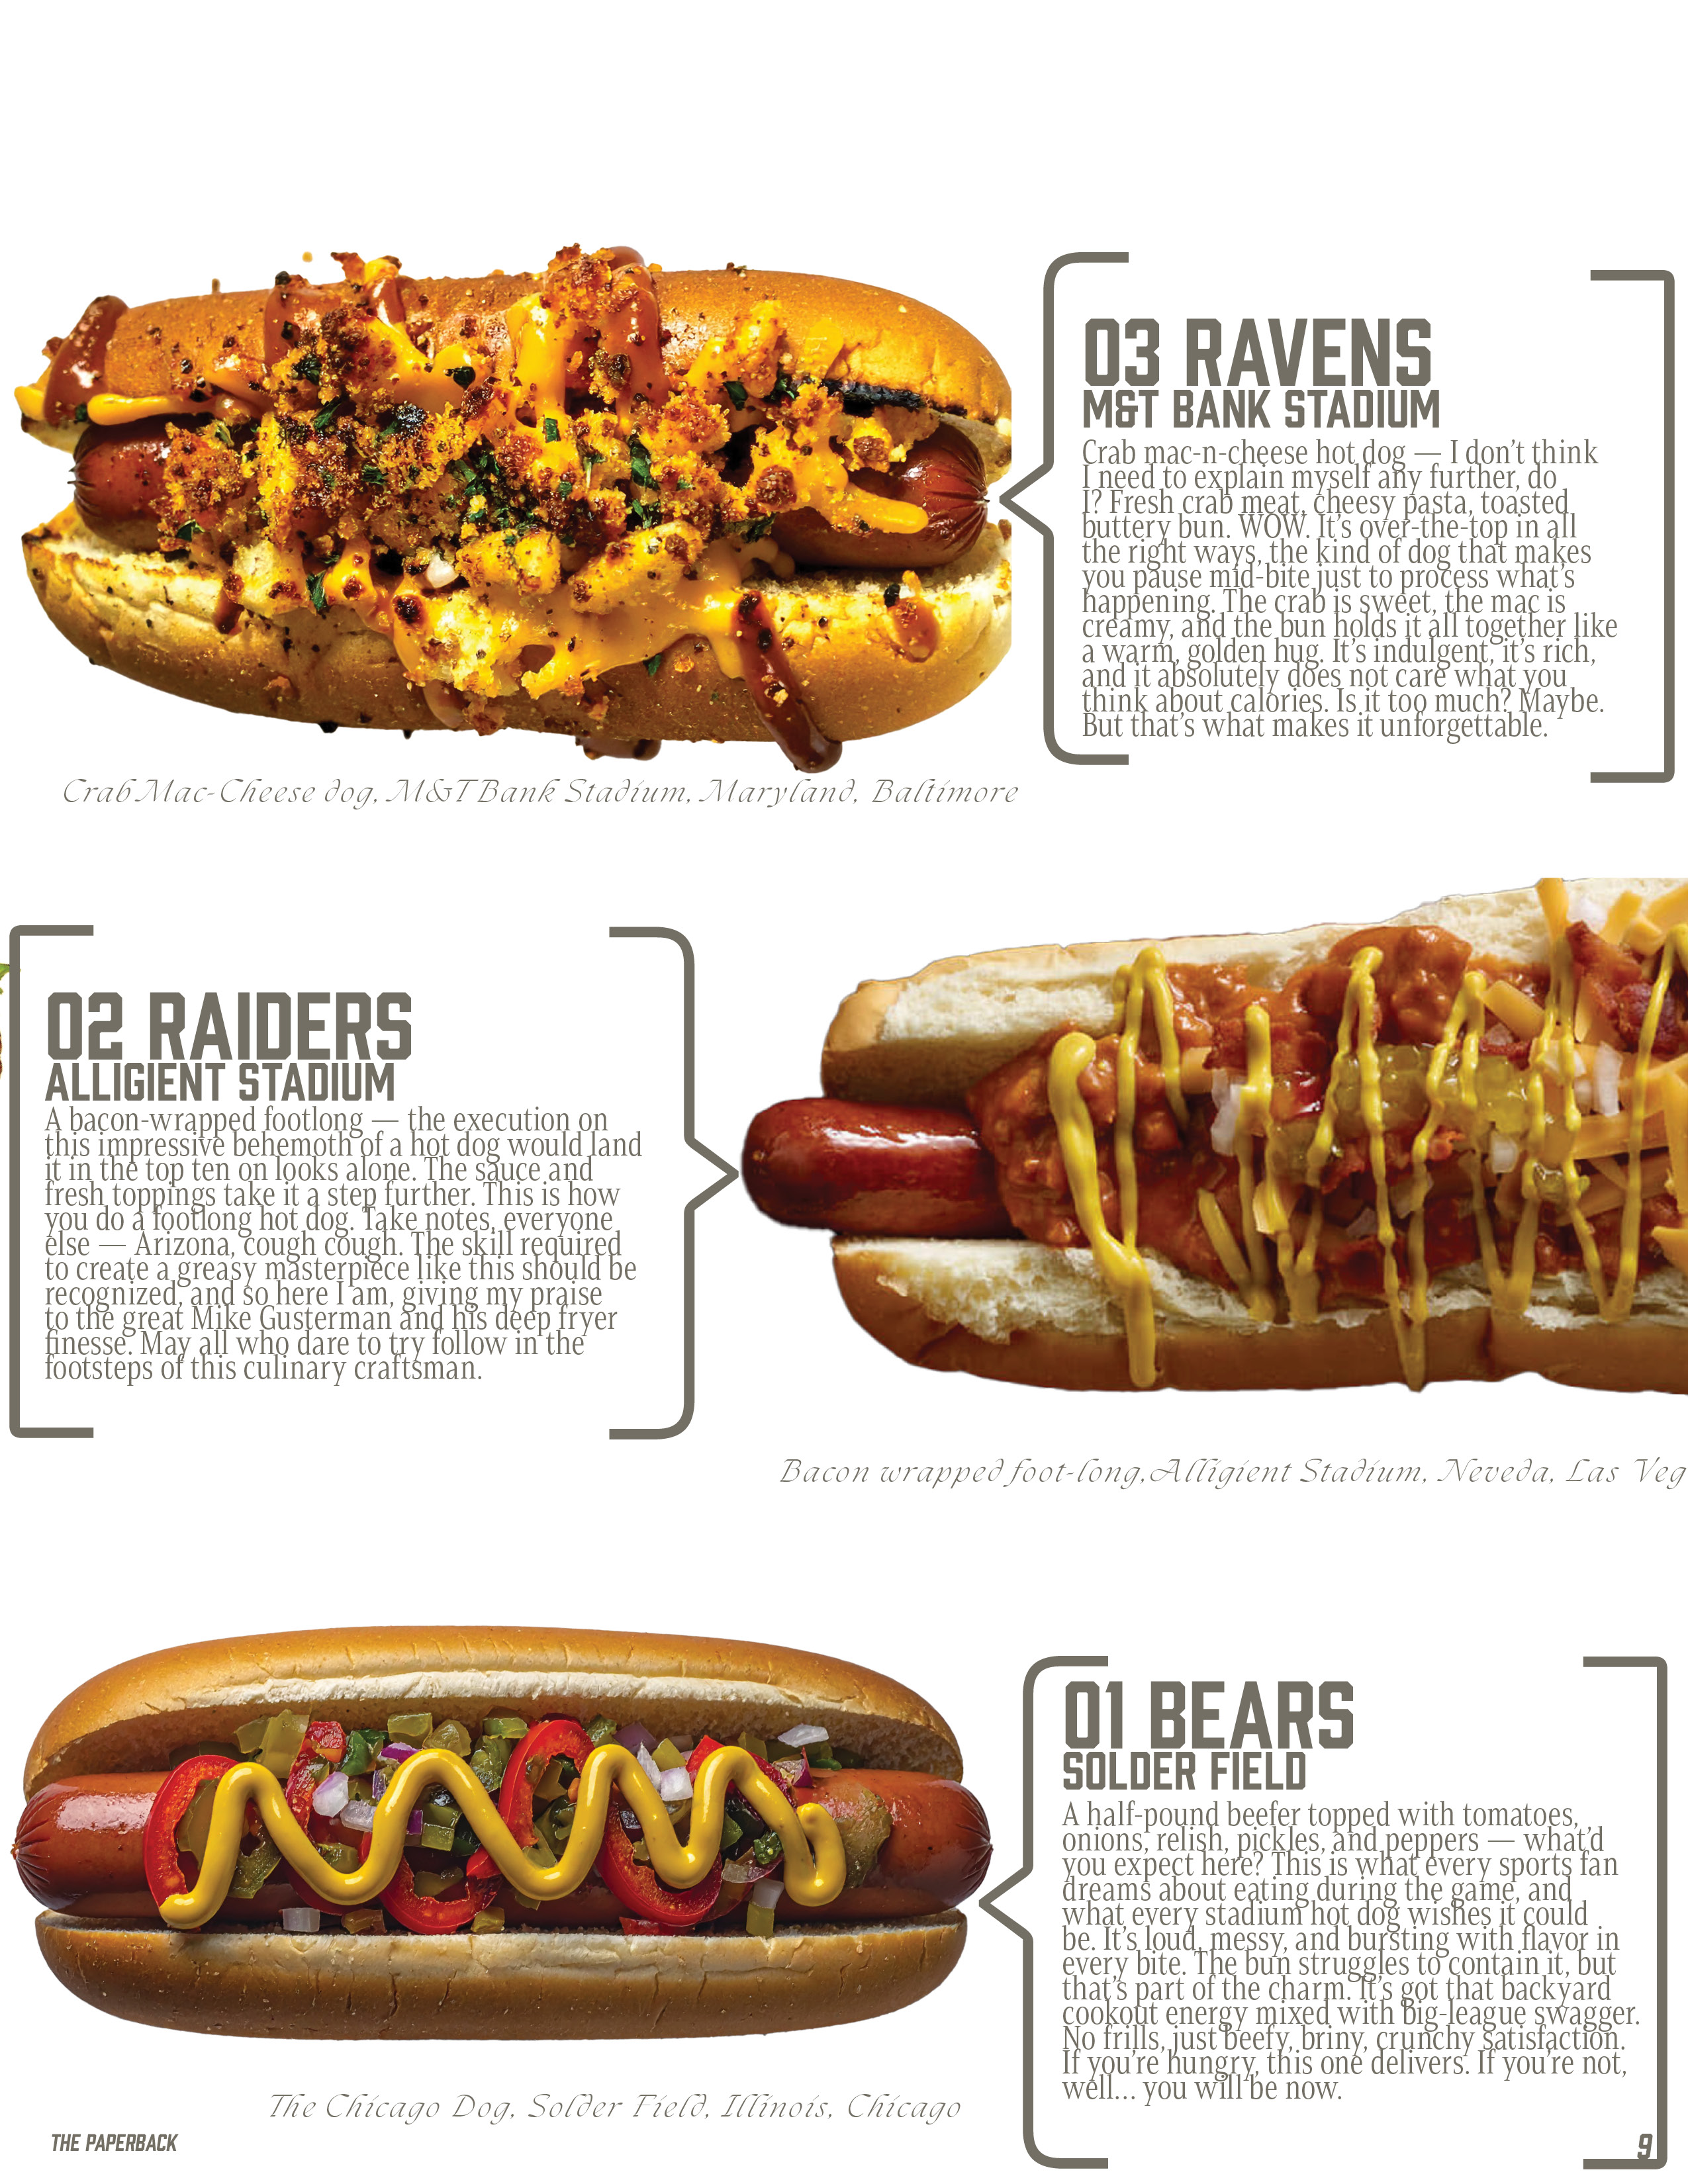 03 RAVENS
M&T BANK STADIUM
Crab mac-n-cheese hot dog — I don’t think
I need to explain myself any further, do
I? Fresh crab meat, cheesy pasta, toasted
buttery bun. WOW. It’s over-the-top in all
the right ways, the kind of dog that makes
you pause mid-bite just to process what’s
happening. The crab is sweet, the mac is
creamy, and the bun holds it all together like
a warm, golden hug. It’s indulgent, it’s rich,
and it absolutely does not care what you
think about calories. Is it too much? Maybe.
But that’s what makes it unforgettable.
Crab Mac-Cheese dog, M&T Bank Stadium, Maryland, Baltimore
02 RAIDERS
ALLIGIENT STADIUM
A bacon-wrapped footlong — the execution on
this impressive behemoth of a hot dog would land
it in the top ten on looks alone. The sauce and
fresh toppings take it a step further. This is how
you do a footlong hot dog. Take notes, everyone
else — Arizona, cough cough. The skill required
to create a greasy masterpiece like this should be
recognized, and so here I am, giving my praise
to the great Mike Gusterman and his deep fryer
finesse. May all who dare to try follow in the
footsteps of this culinary craftsman.
Bacon wrapped foot-long, Alligient Stadium, Neveda, Las Veg
01 BEARS
SOLDER FIELD
A half-pound beefer topped with tomatoes,
onions, relish, pickles, and peppers — what’d
you expect here? This is what every sports fan
dreams about eating during the game, and
what every stadium hot dog wishes it could
be. It’s loud, messy, and bursting with flavor in
every bite. The bun struggles to contain it, but
that’s part of the charm. It’s got that backyard
cookout energy mixed with big-league swagger.
No frills, just beefy, briny, crunchy satisfaction.
If you’re hungry, this one delivers. If you’re not,
well… you will be now.
The Chicago Dog, Solder Field, Illinois, Chicago
THE PAPERBACK
9